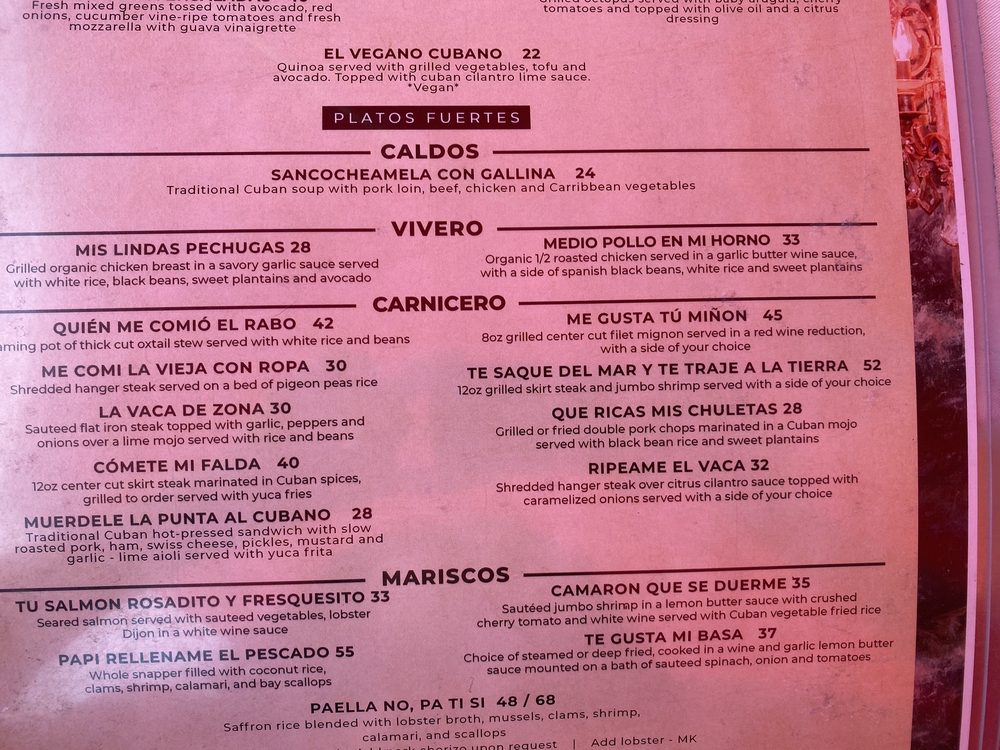 Fresh mixed greens tossed with avocado, red
onions, cucumber vine-ripe tomatoes and fresh
mozzarella with guava vinaigrette
tomatoes and topped with olive oil and a citrus
dressing
EL VEGANO CUBANO 22
Quinoa served with grilled vegetables, tofu and
avocado. Topped with cuban cilantro lime sauce.
*Vegan*
PLATOS FUERTES
CALDOS
SANCOCHEAMELA CON GALLINA 24
Traditional Cuban soup with pork loin, beef, chicken and Carribbean vegetables
VIVERO
MIS LINDAS PECHUGAS 28
Grilled organic chicken breast in a savory garlic sauce served
with white rice, black beans, sweet plantains and avocado
MEDIO POLLO EN MI HORNO 33
Organic 1/2 roasted chicken served in a garlic butter wine sauce,
with a side of spanish black beans, white rice and sweet plantains
CARNICERO
QUIÉN ME COMIÓ EL RABO 42
pot of thick cut oxtail stew served with white rice and beans
ME COMI LA VIEJA CON ROPA 30
Shredded hanger steak served on a bed of pigeon peas rice
LA VACA DE ZONA 30
Sauteed flat iron steak topped with garlic, peppers and
onions over a lime mojo served with rice and beans
CÓMETE MI FALDA 40
12oz center cut skirt steak marinated in Cuban spices,
grilled to order served with yuca fries
MUERDELE LA PUNTA AL CUBANO 28
Traditional Cuban hot-pressed sandwich with slow
roasted pork, ham, swiss cheese, pickles, mustard and
garlic - lime aioli served with yuca frita
ME GUSTA TÚ MIÑON 45
8oz grilled center cut filet mignon served in a red wine reduction,
with a side of your choice
TE SAQUE DEL MAR Y TE TRAJE A LA TIERRA 52
12oz grilled skirt steak and jumbo shrimp served with a side of your choice
QUE RICAS MIS CHULETAS 28
Grilled or fried double pork chops marinated in a Cuban mojo
served with black bean rice and sweet plantains
RIPEAME EL VACA 32
Shredded hanger steak over citrus cilantro sauce topped with
caramelized onions served with a side of your choice
MARISCOS
TU SALMON ROSADITO Y FRESQUESITO 33
Seared salmon served with sauteed vegetables, lobster
Dijon in a white wine sauce
PAPI RELLENAME EL PESCADO 55
Whole snapper filled with coconut rice,
clams, shrimp, calamari, and bay scallops
CAMARON QUE SE DUERME 35
Sautéed jumbo shrimp in a lemon butter sauce with crushed
cherry tomato and white wine served with Cuban vegetable fried rice
TE GUSTA MI BASA 37
Choice of steamed or deep fried, cooked in a wine and garlic lemon butter
sauce mounted on a bath of sauteed spinach, onion and tomatoes
PAELLA NO, PA TI SI 48 / 68
Saffron rice blended with lobster broth, mussels, clams, shrimp,
calamari, and scallops
chorizo upon request | Add lobster - MK